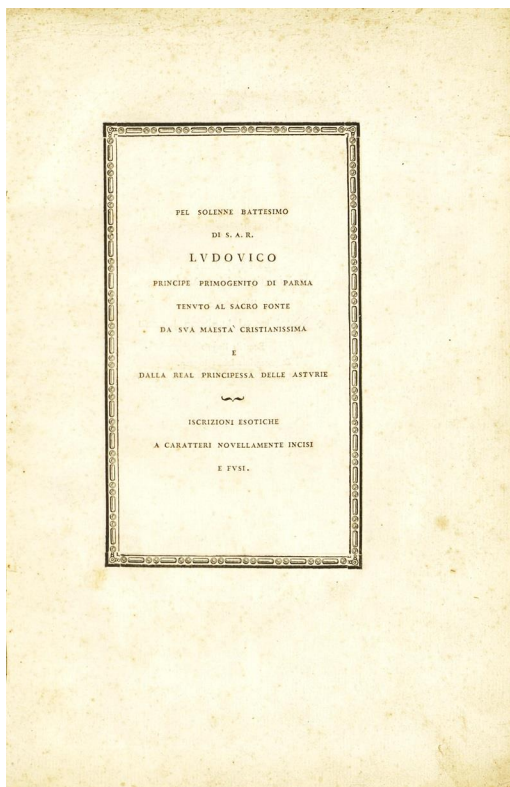 PEL SOLENNE BATTESIMO
DI S. A. R.
LVDOVICO
PRINCIPE PRIMOGENITO DI PARMA
TENVTO AL SACRO FONTE
DA SVA MAESTA' CRISTIANISSIMA
E
DALLA REAL PRINCIPESSA DELLE ASTVRIE
ISCRIZIONI ESOTICHE
A CARATTERI NOVELLAMENTE INCISI
E FVSI.